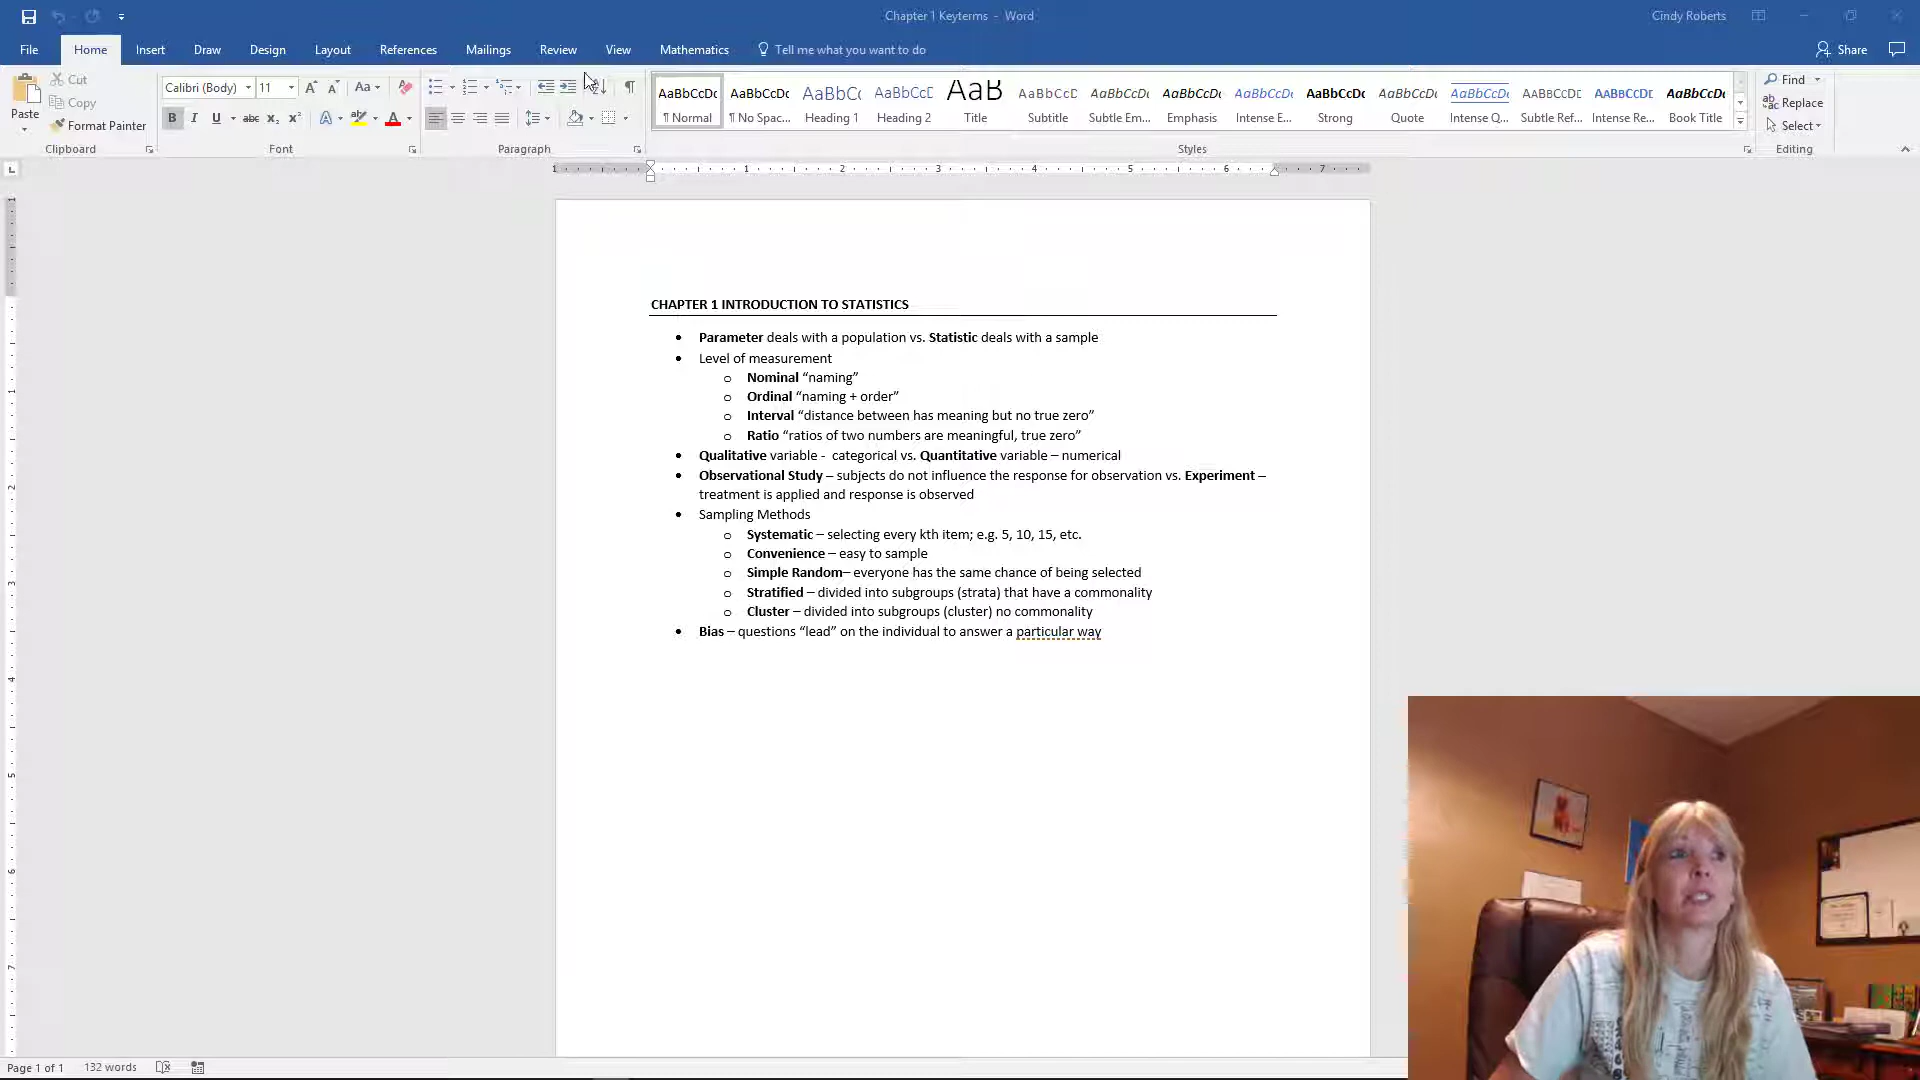 Chapter 1 Keyterms - Word
Cindy Roberts
File Home Insert Draw Design Layout References Mailings Review View Mathematics Tell me what you want to do Share
Paste
Cut
Copy
Format Painter
Clipboard
Calibri (Body) 11
Font
Paragraph
AaBbCcDc AaBbCcDc AaBbCc AaBbCcD AaB AaBbCcD AaBbCcDc AaBbCcDc AaBbCcDc AaBbCcDc AaBbCcDc AaBbCcDc AABBCCDE AABBCCDE AaBbCcDc
¶ Normal ¶ No Spac... Heading 1 Heading 2 Title Subtitle Subtle Em... Emphasis Intense E... Strong Quote Intense Q... Subtle Ref... Intense Re... Book Title
Styles
Find
Replace
Select
Editing
1 1 2 3 4 5 6 7
CHAPTER 1 INTRODUCTION TO STATISTICS
• Parameter deals with a population vs. Statistic deals with a sample
• Level of measurement
o Nominal “naming”
o Ordinal “naming + order”
o Interval “distance between has meaning but no true zero”
o Ratio “ratios of two numbers are meaningful, true zero”
• Qualitative variable - categorical vs. Quantitative variable – numerical
• Observational Study – subjects do not influence the response for observation vs. Experiment –
treatment is applied and response is observed
• Sampling Methods
o Systematic – selecting every kth item; e.g. 5, 10, 15, etc.
o Convenience – easy to sample
o Simple Random– everyone has the same chance of being selected
o Stratified – divided into subgroups (strata) that have a commonality
o Cluster – divided into subgroups (cluster) no commonality
• Bias – questions “lead” on the individual to answer a particular way
Page 1 of 1 132 words